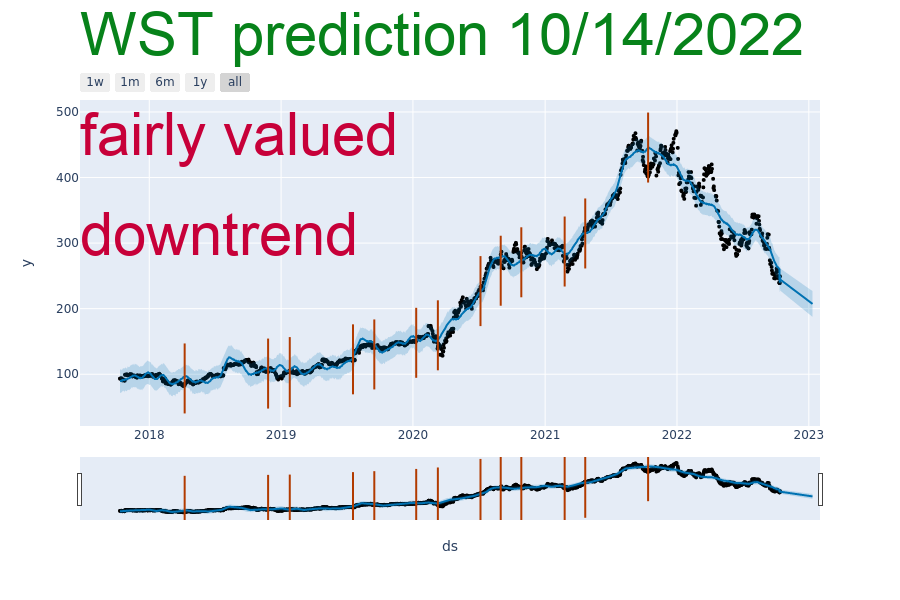 WST prediction 10/14/2022
1w 1m 6m 1y all
500
fairly valued
400
downtrend
300
y
200
100
2018 2019 2020 2021 2022 2023
ds